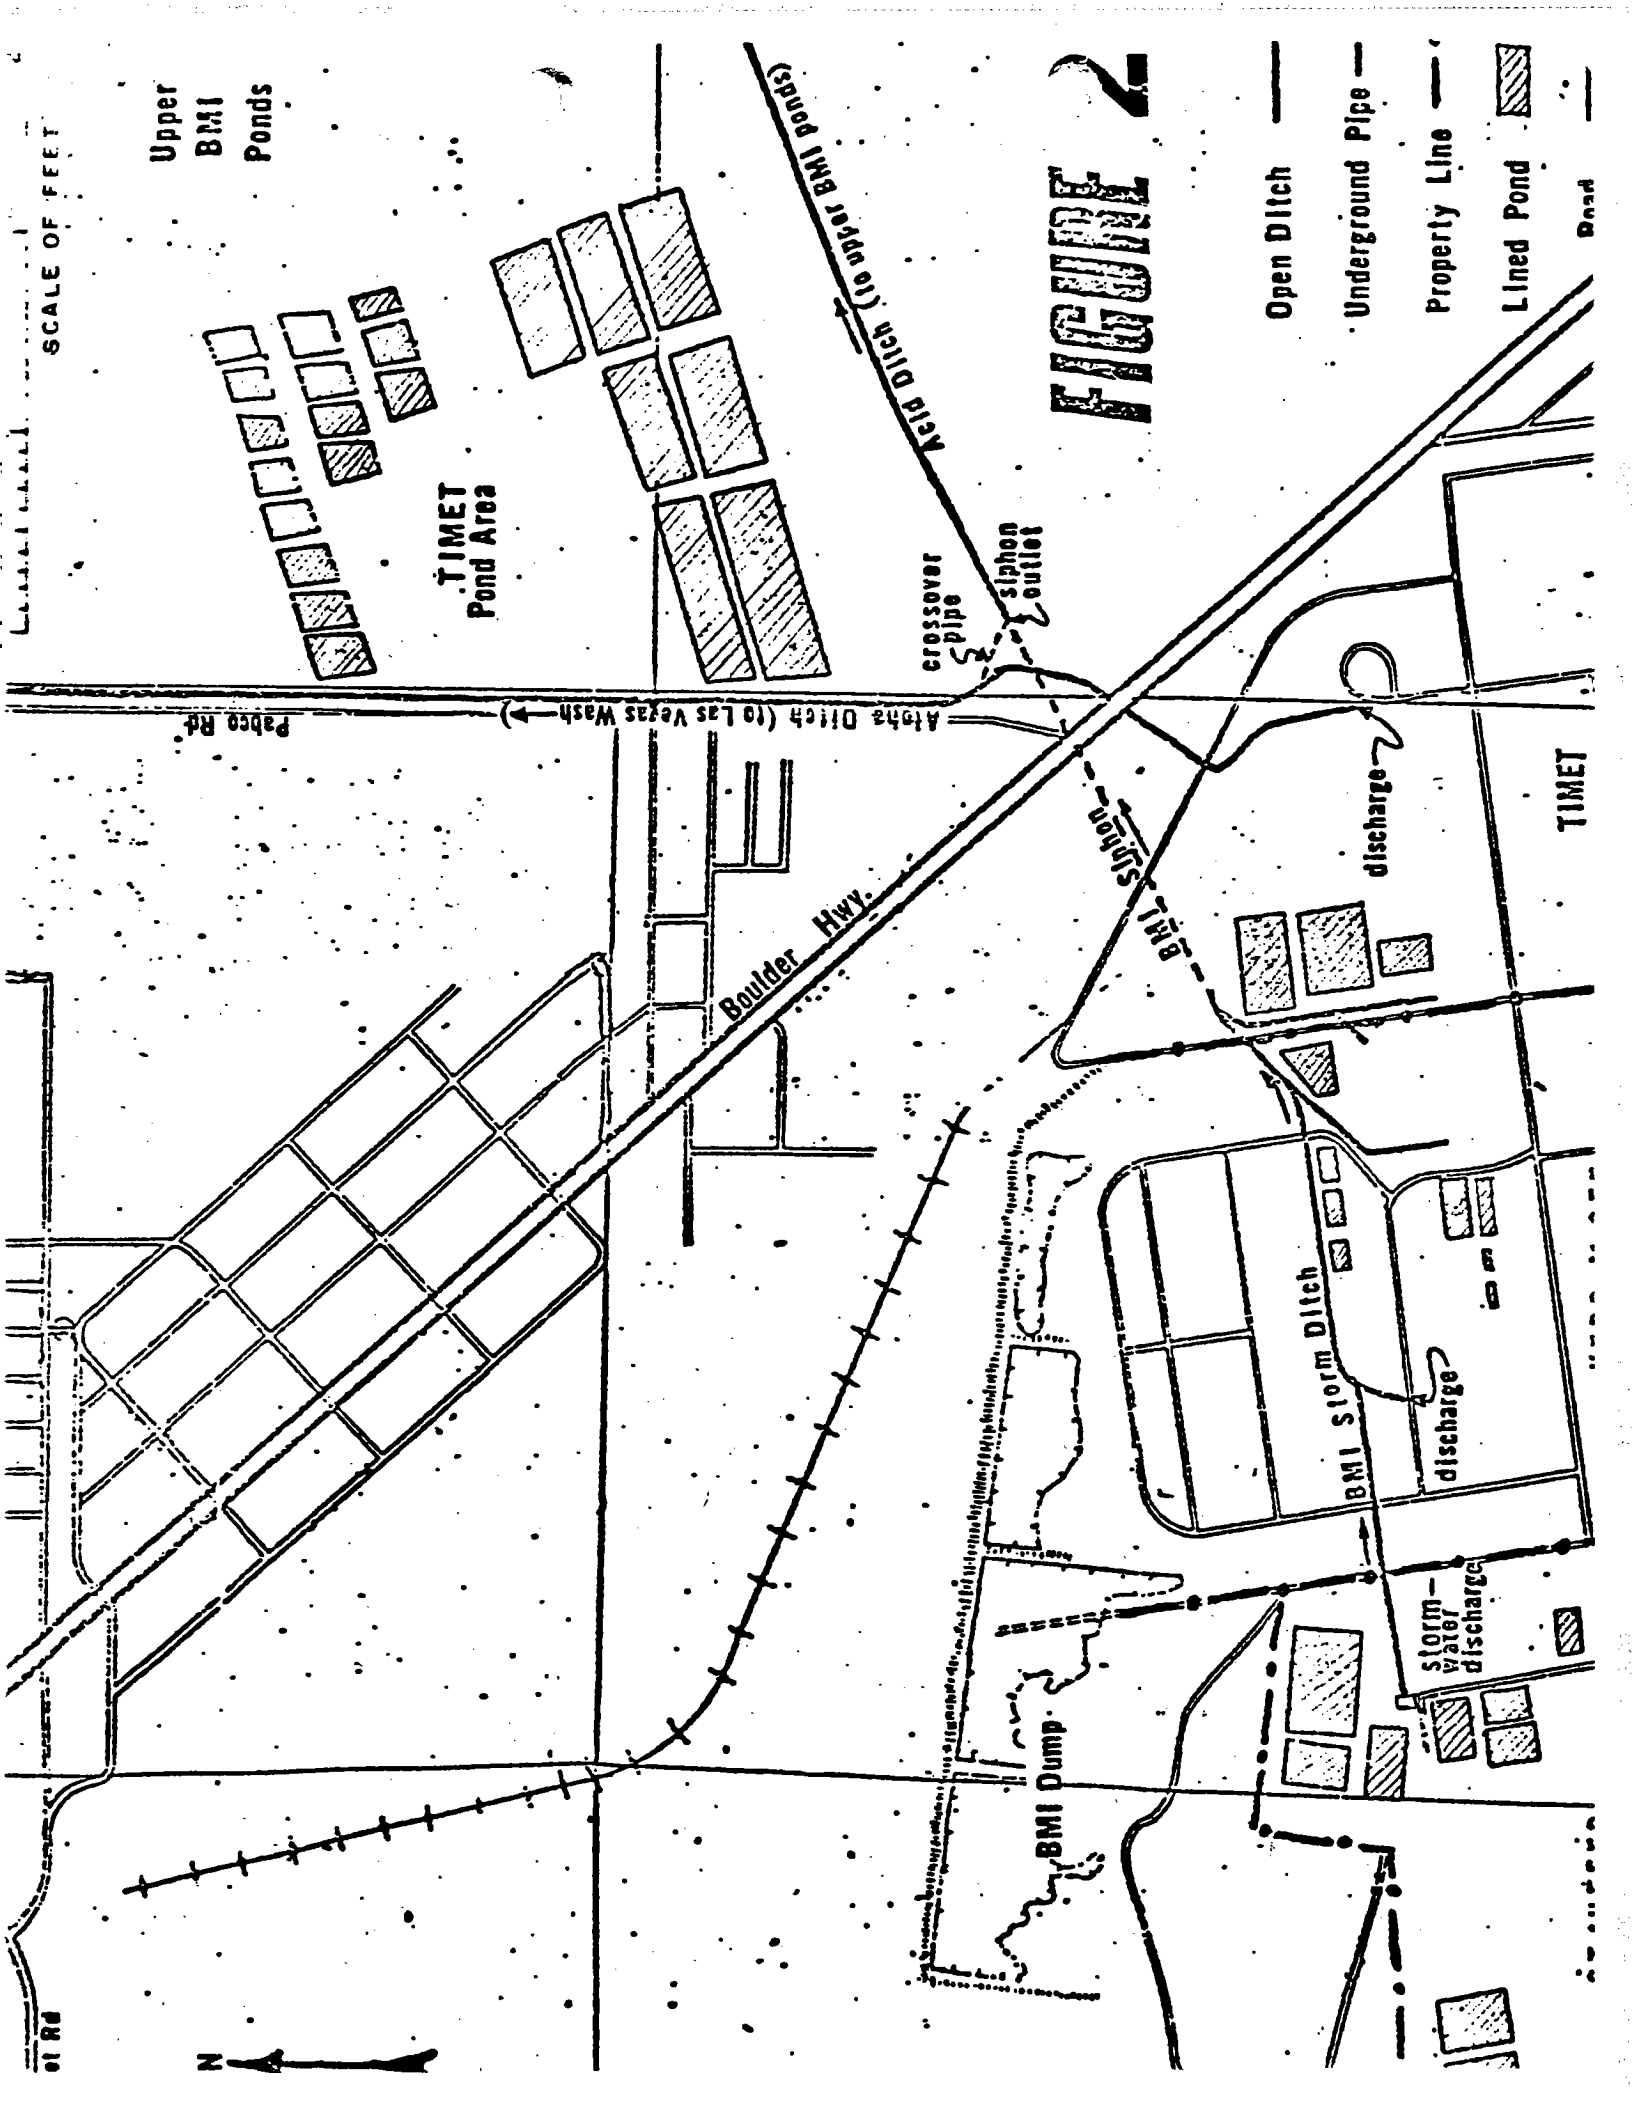 N
SCALE OF FEET
Upper
BMI
Ponds
TIMET
Pond Area
Pabco Rd
Alpha Ditch (to Las Vegas Wash)
Acid Ditch (to upper BMI ponds)
crossover
pipe
siphon
outlet
Boulder Hwy.
BMI Siphon
discharge
TIMET
BMI Dump
BMI Storm Ditch
discharge
storm-
water
discharge
FIGURE 2
Open Ditch
Underground Pipe
Property Line
Lined Pond
Road
Rd